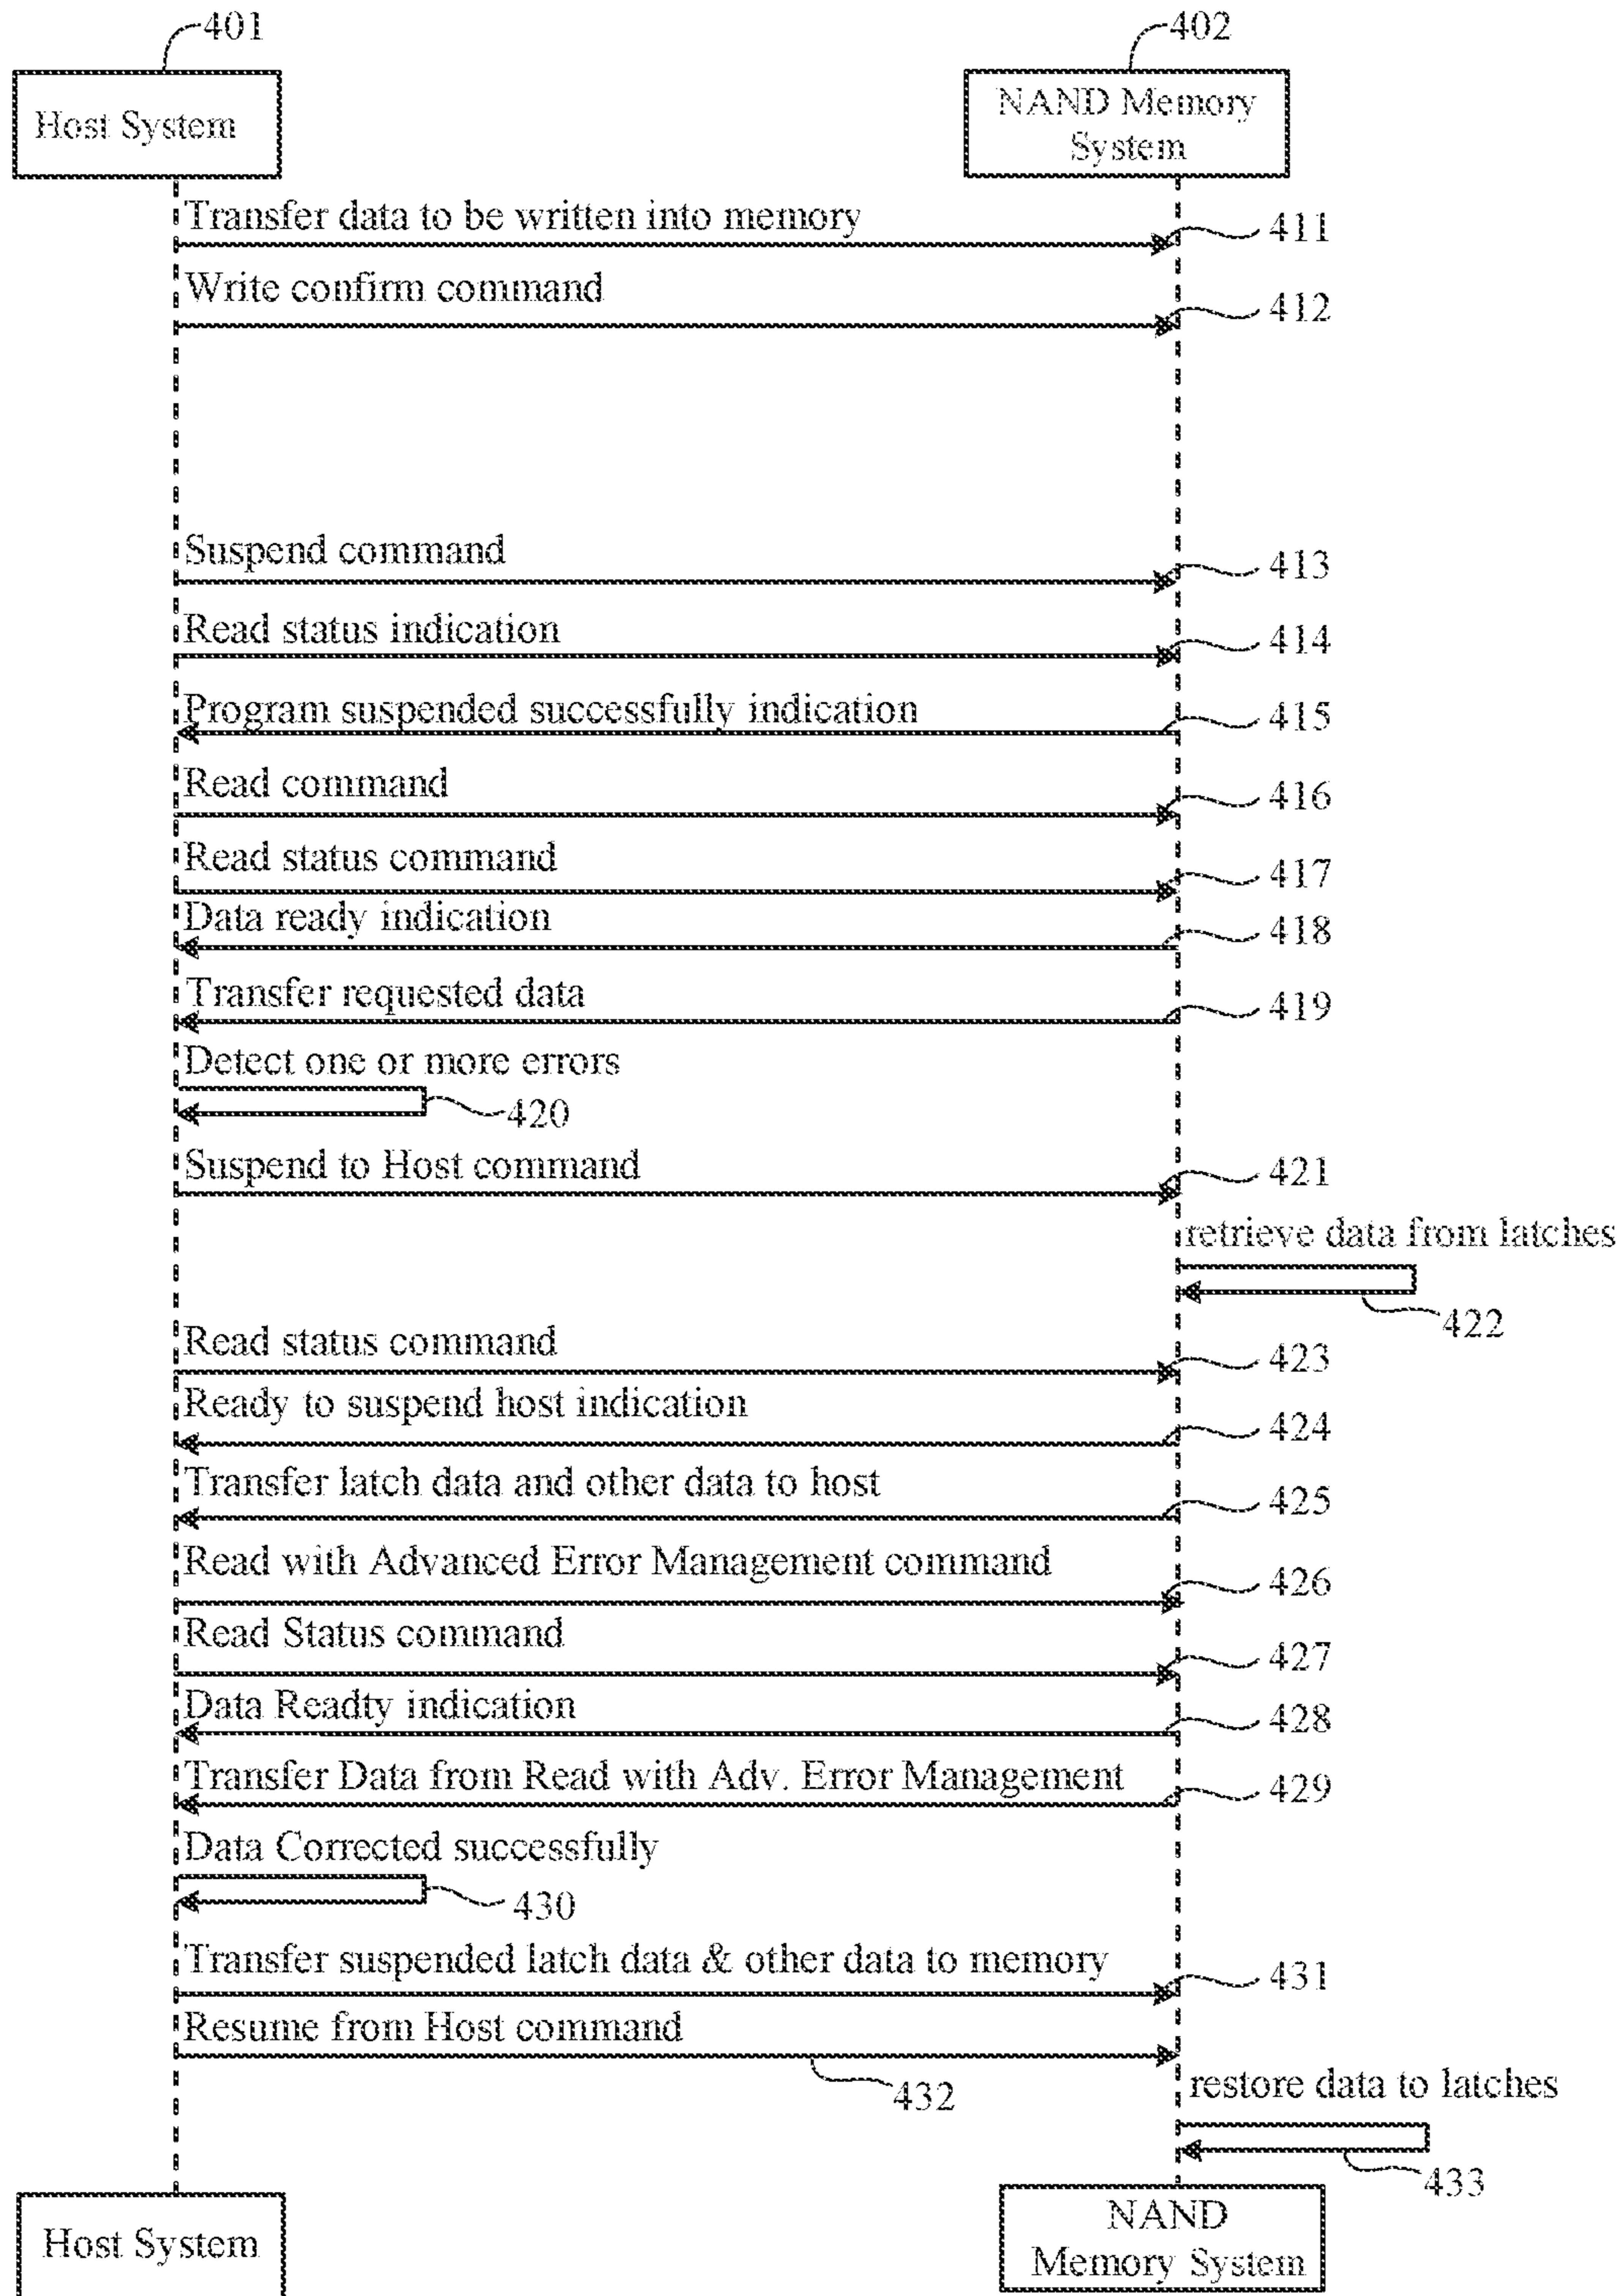 401
402
Host System
NAND Memory
System
Transfer data to be written into memory
411
Write confirm command
412
Suspend command
413
Read status indication
414
Program suspended successfully indication
415
Read command
416
Read status command
417
Data ready indication
418
Transfer requested data
419
Detect one or more errors
420
Suspend to Host command
421
retrieve data from latches
422
Read status command
423
Ready to suspend host indication
424
Transfer latch data and other data to host
425
Read with Advanced Error Management command
426
Read Status command
427
Data Readty indication
428
Transfer Data from Read with Adv. Error Management
429
Data Corrected successfully
430
Transfer suspended latch data & other data to memory
431
Resume from Host command
432
restore data to latches
433
Host System
NAND
Memory System